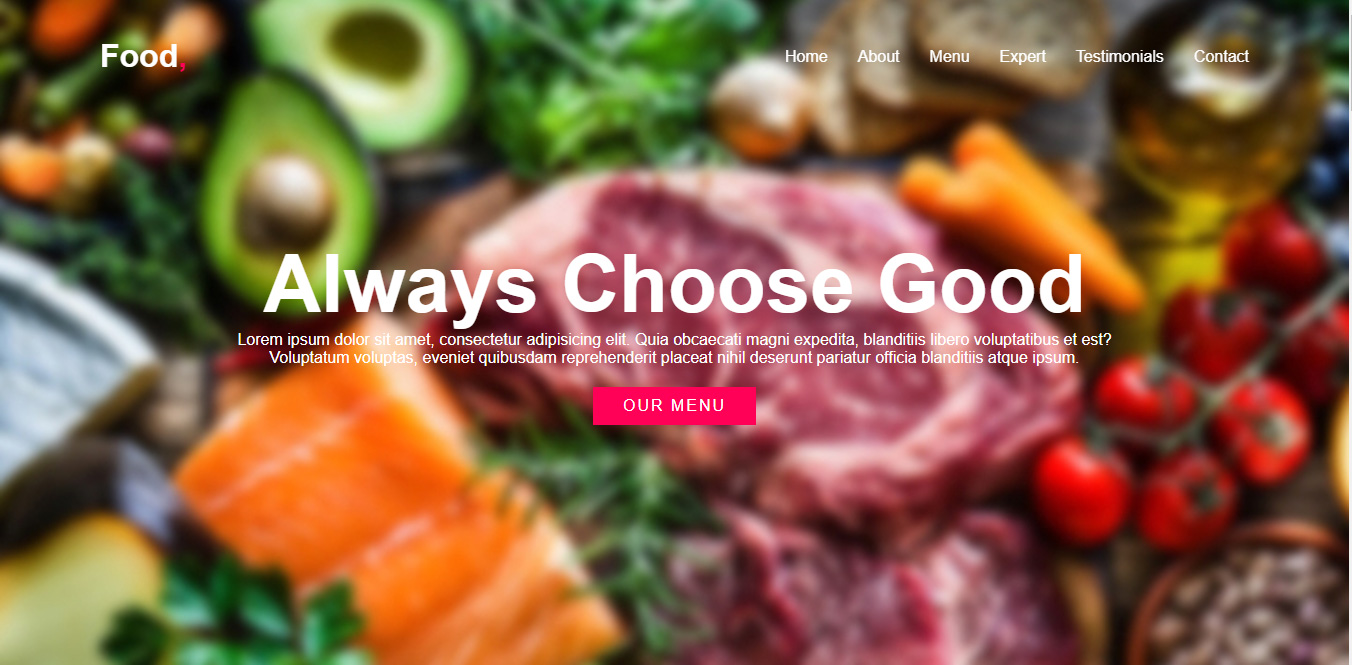 Food,
Home About Menu Expert Testimonials Contact
Always Choose Good
Lorem ipsum dolor sit amet, consectetur adipisicing elit. Quia obcaecati magni expedita, blanditiis libero voluptatibus et est?
Voluptatum voluptas, eveniet quibusdam reprehenderit placeat nihil deserunt pariatur officia blanditiis atque ipsum.
OUR MENU